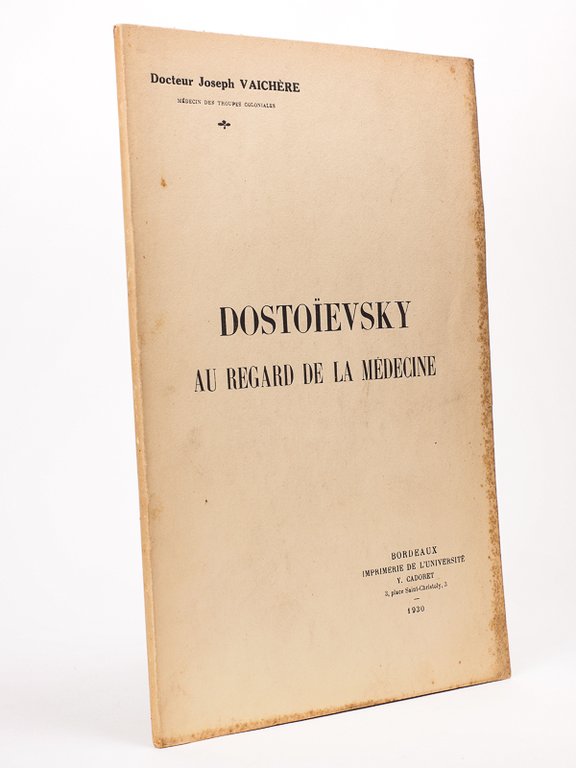 Docteur Joseph VAICHÈRE
MÉDECIN DES TROUPES COLONIALES
DOSTOÏEVSKY
AU REGARD DE LA MÉDECINE
BORDEAUX
IMPRIMERIE DE L'UNIVERSITÉ
Y. CADORET
3, place Saint-Christoly, 3
1930